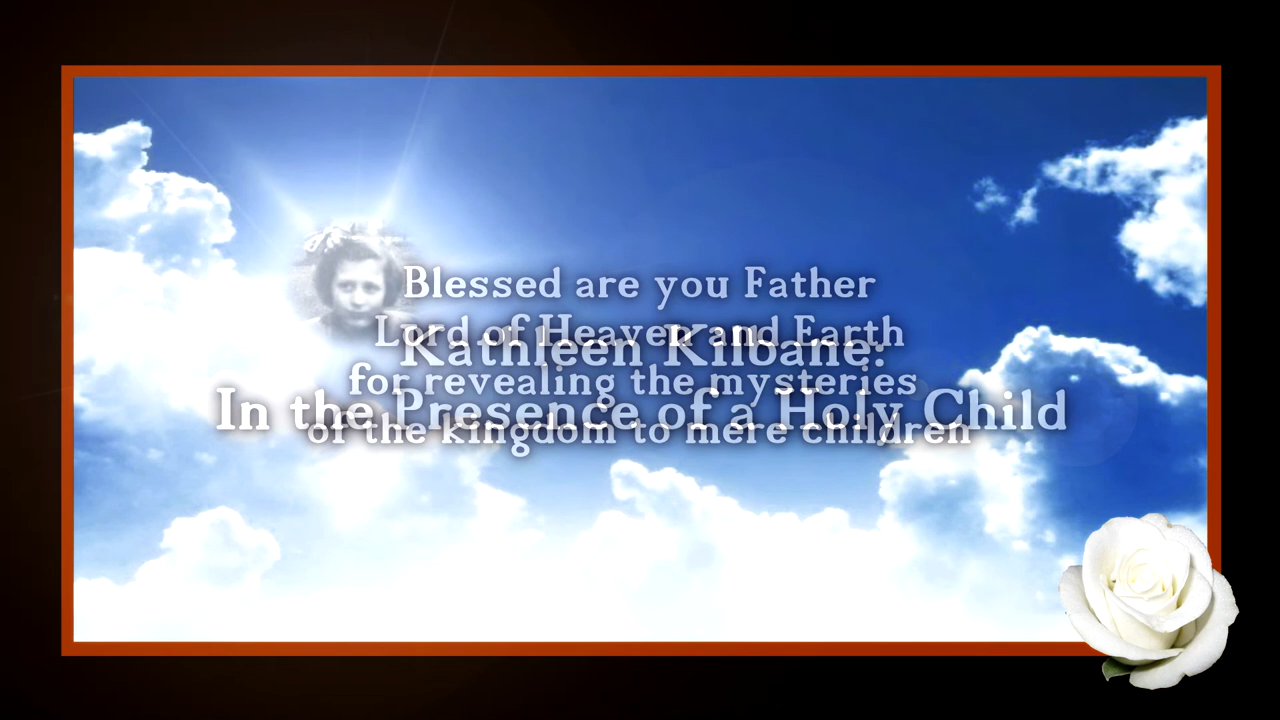 Blessed are you Father
Lord of Heaven and Earth
Kathleen Kilbane:
for revealing the mysteries
In the Presence of a Holy Child
of the kingdom to mere children